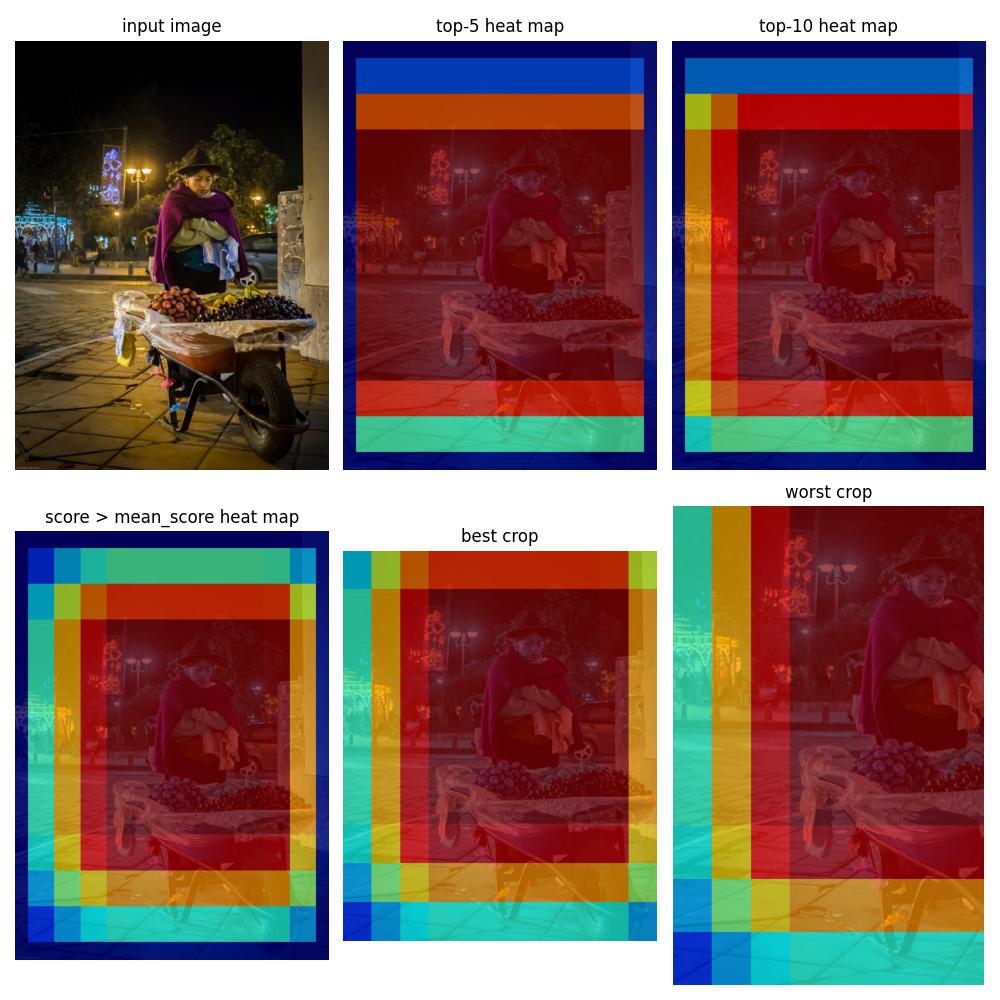 input image
top-5 heat map
top-10 heat map
score > mean_score heat map
best crop
worst crop